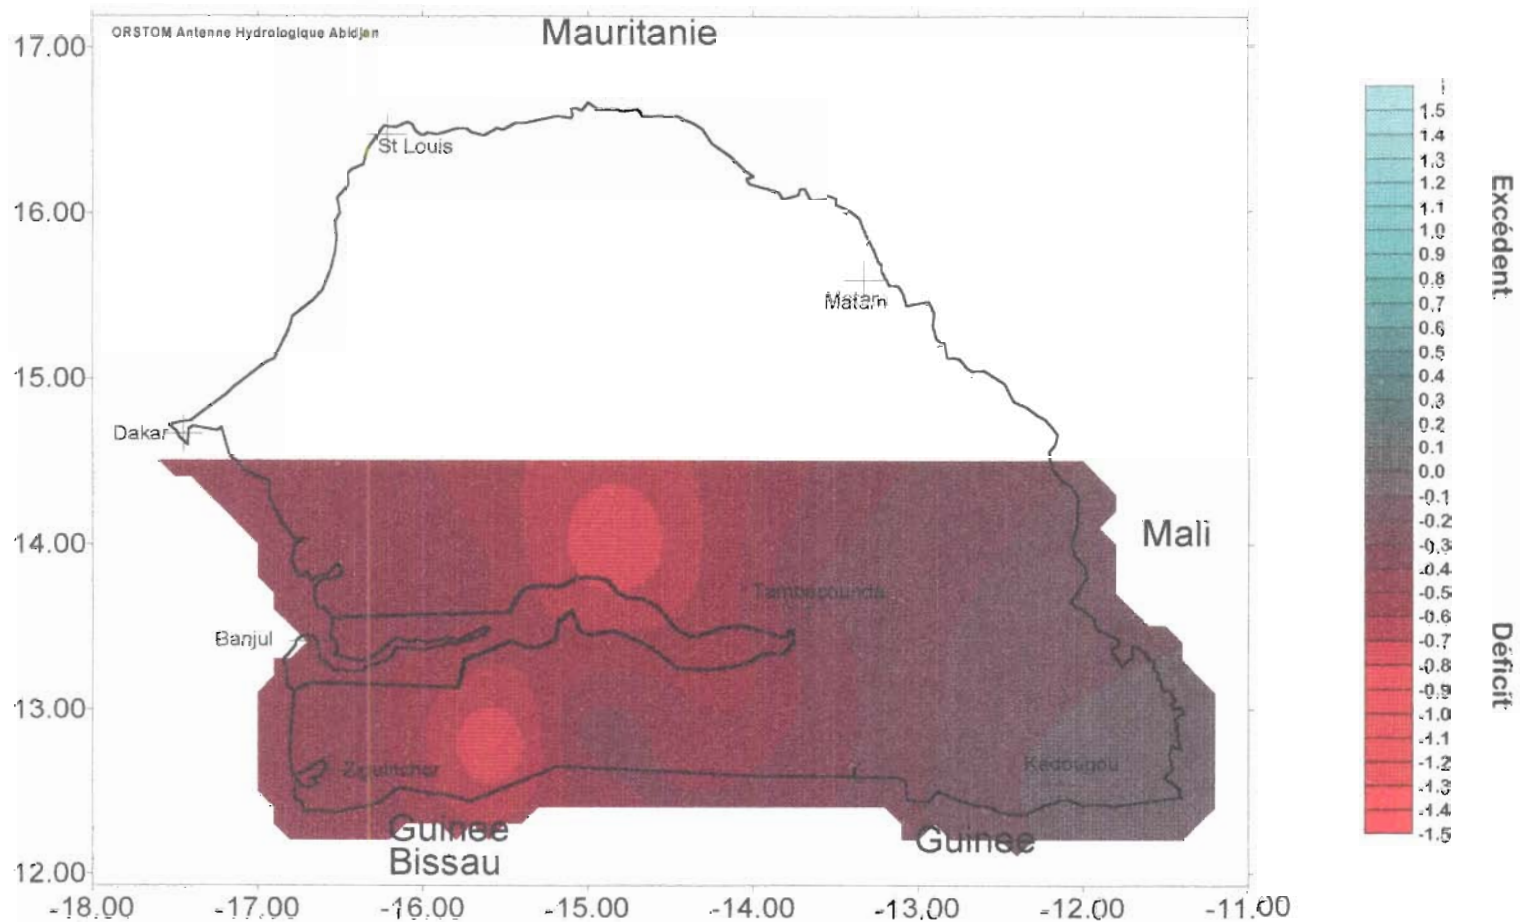 ORSTOM Antenne Hydrologique Abidjan
Mauritanie
17.00
16.00
15.00
14.00
13.00
12.00
St Louis
Matam
Dakar
Mali
Tambacounda
Banjul
Ziguinchor
Kédougou
Guinee
Bissau
Guinee
-18.00 -17.00 -16.00 -15.00 -14.00 -13.00 -12.00 -11.00
1.5
1.4
1.3
1.2
1.1
1.0
0.9
0.8
0.7
0.6
0.5
0.4
0.3
0.2
0.1
0.0
-0.1
-0.2
-0.3
-0.4
-0.5
-0.6
-0.7
-0.8
-0.9
-1.0
-1.1
-1.2
-1.3
-1.4
-1.5
Excédent
Déficit